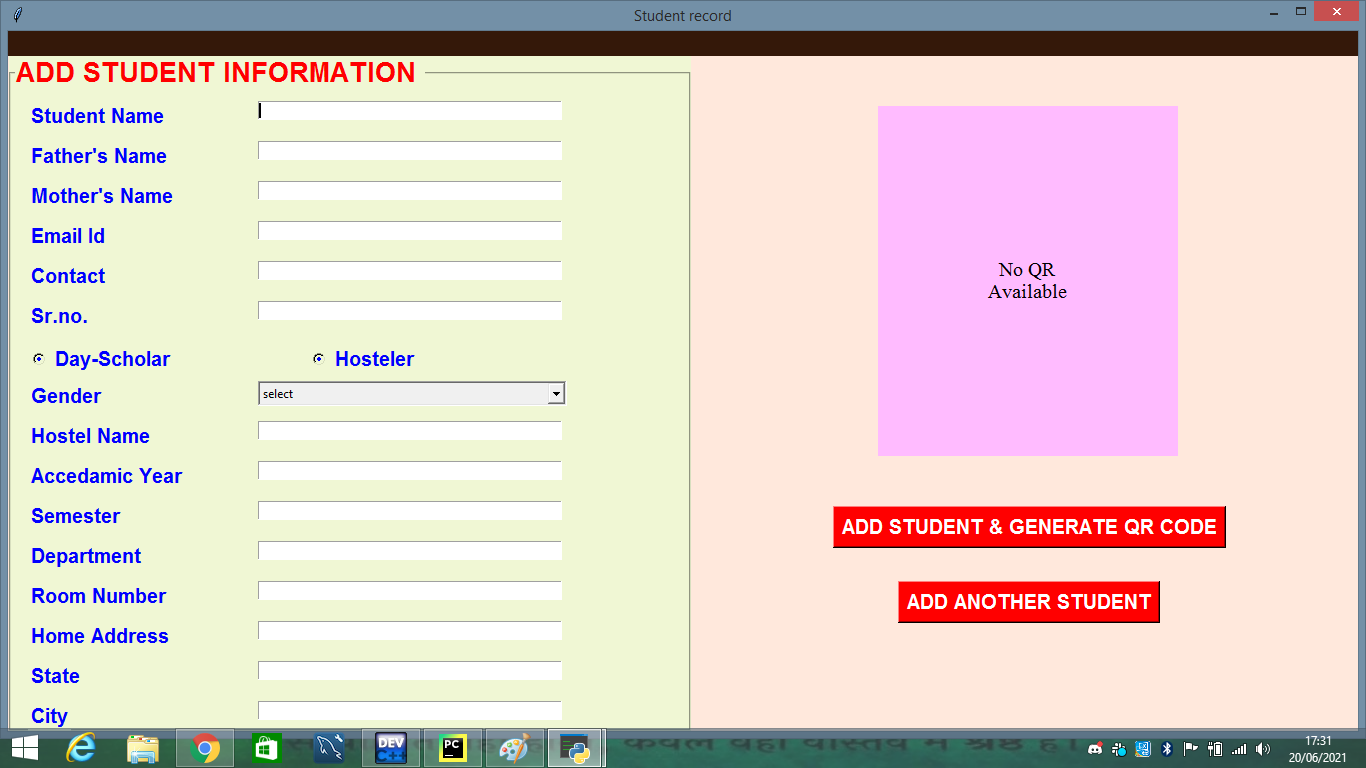 Student record
ADD STUDENT INFORMATION
Student Name
Father's Name
Mother's Name
Email Id
Contact
Sr.no.
Day-Scholar Hosteler
Gender select
Hostel Name
Accedamic Year
Semester
Department
Room Number
Home Address
State
City
No QR
Available
ADD STUDENT & GENERATE QR CODE
ADD ANOTHER STUDENT
DEV
C++
PC
17:31
20/06/2021